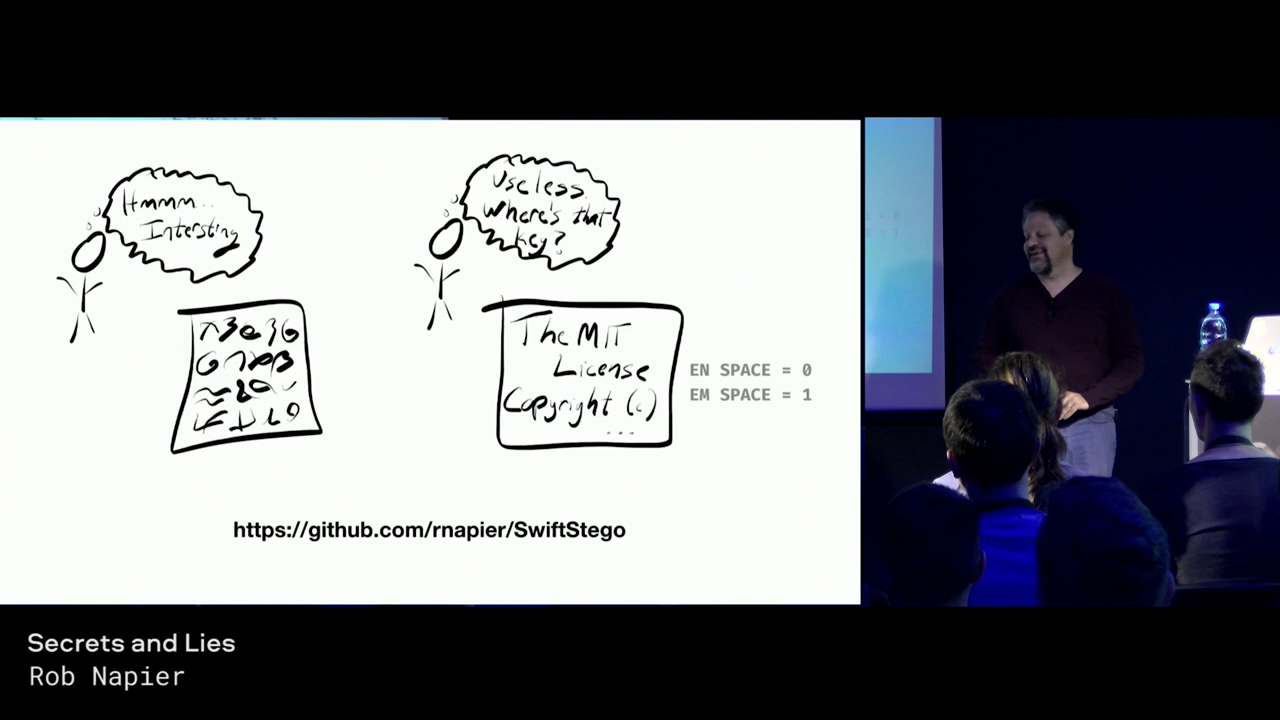 Hmmm..
Intersting
Useless.
Where's that
key?
The MIT
License
Copyright (c)
...
EN SPACE = 0
EM SPACE = 1
https://github.com/rnapier/SwiftStego
Secrets and Lies
Rob Napier